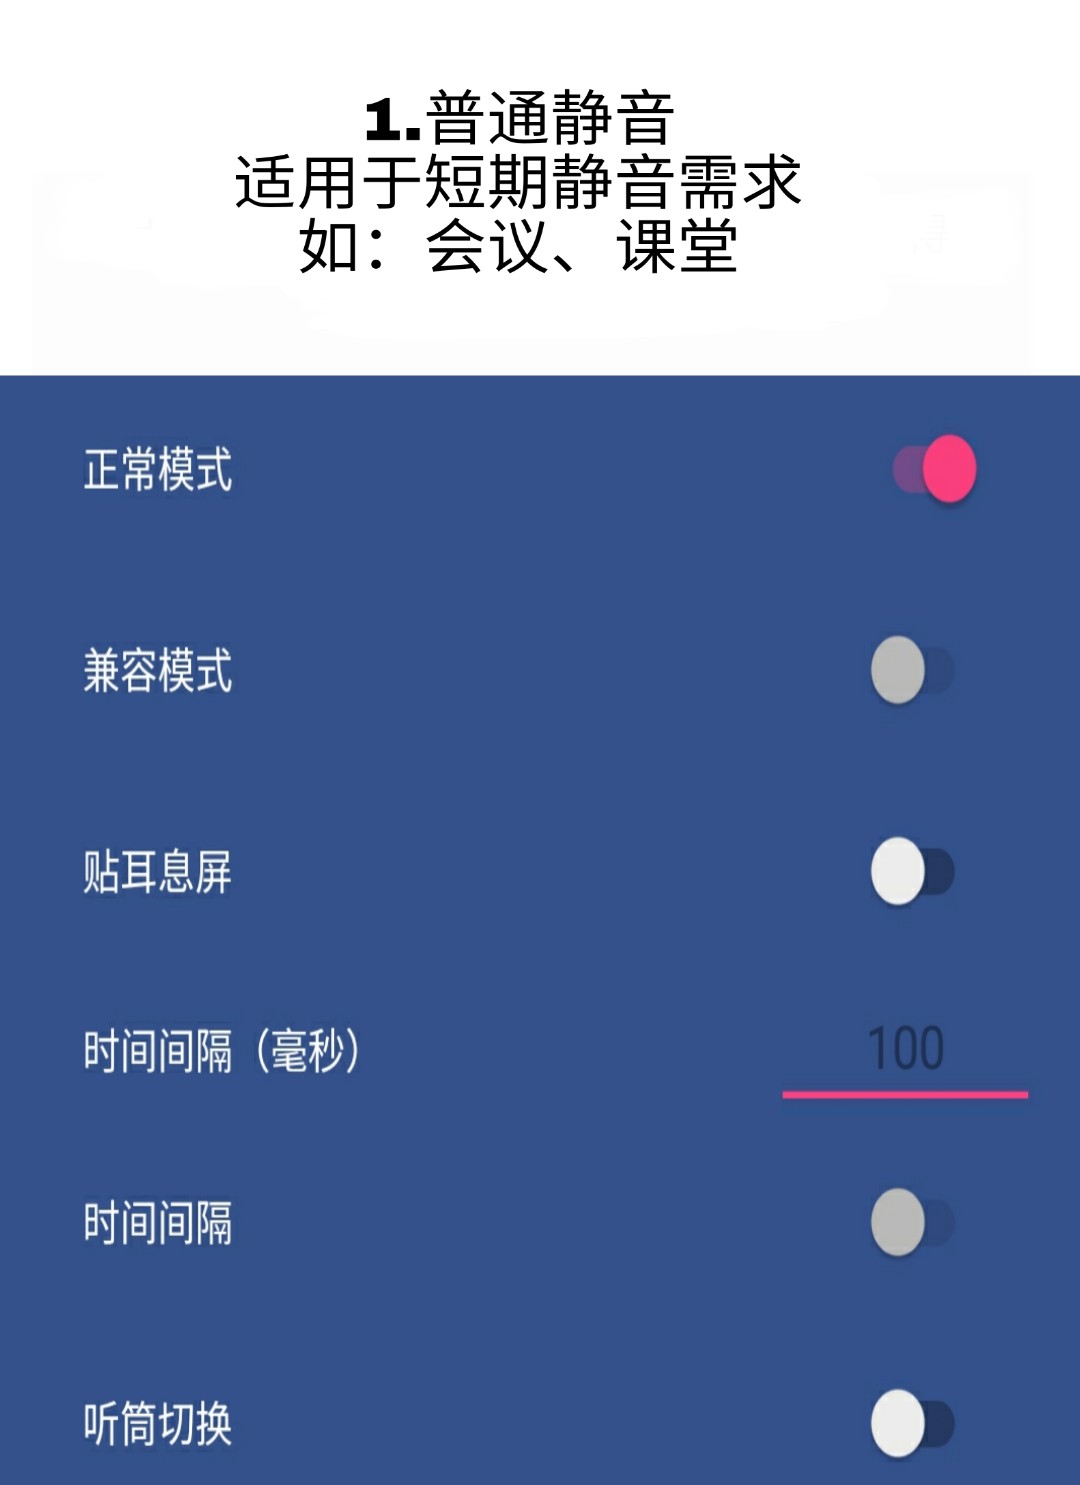 1.普通静音
适用于短期静音需求
如：会议、课堂
正常模式
兼容模式
贴耳息屏
时间间隔（毫秒）
100
时间间隔
听筒切换